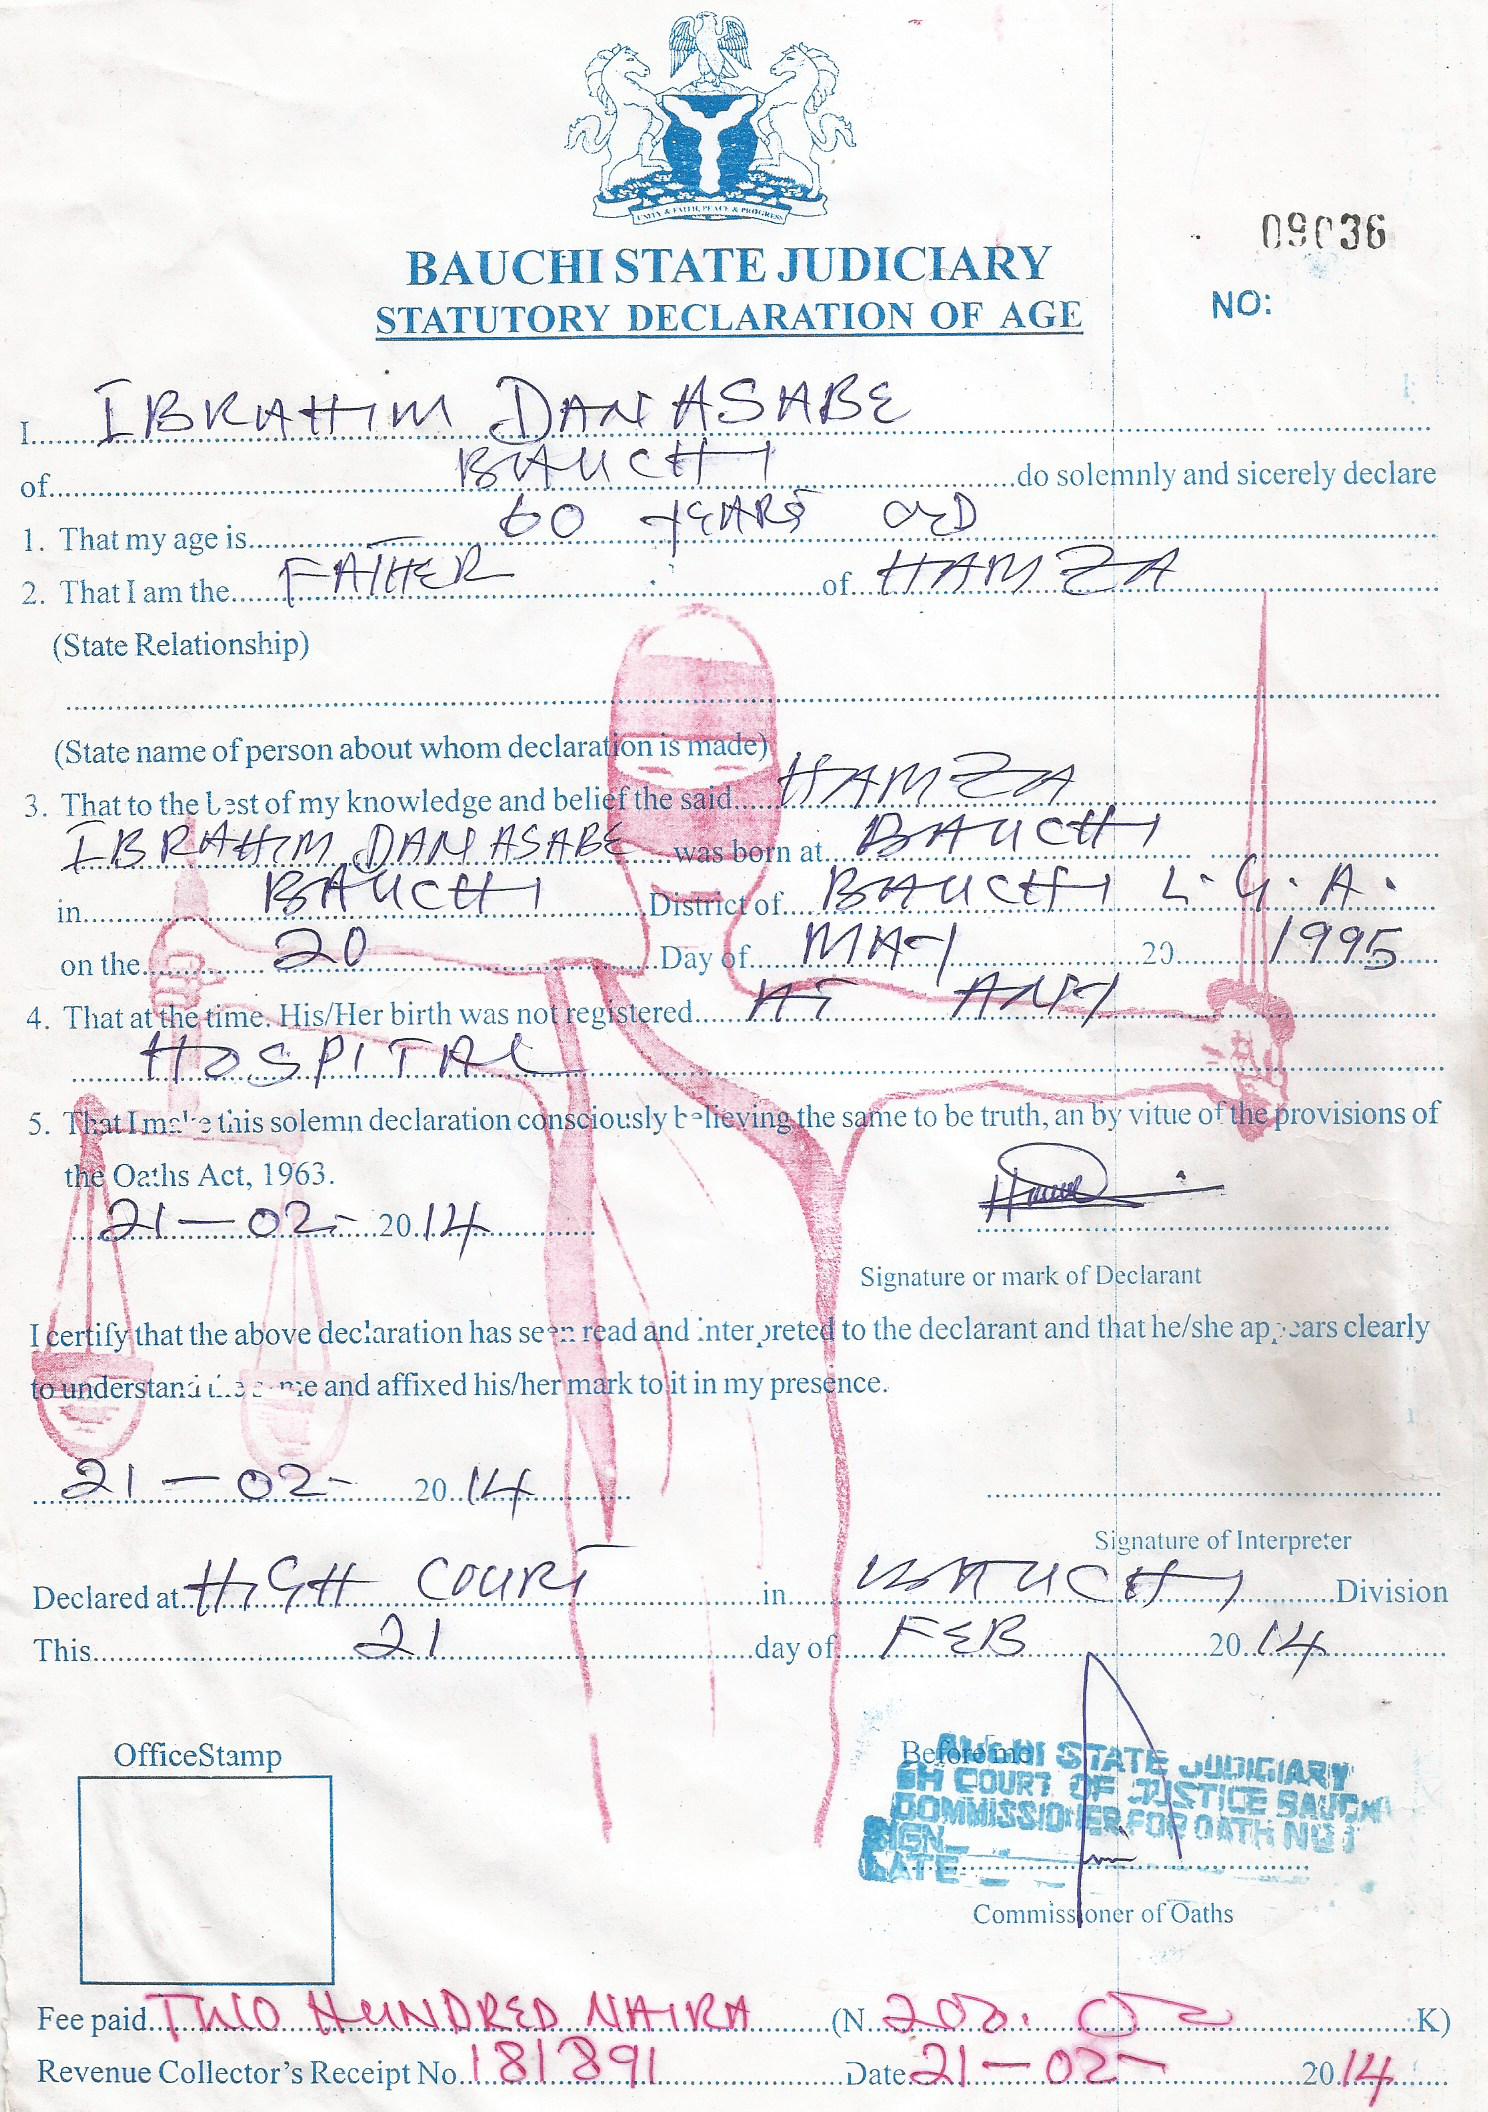 UNITY & FAITH, PEACE & PROGRESS
09036
BAUCHI STATE JUDICIARY
STATUTORY DECLARATION OF AGE
NO:
I IBRAHIM DANASABE
of BAUCHI do solemnly and sicerely declare
1. That my age is 60 YEARS OLD
2. That I am the FATHER of HAMZA
(State Relationship)
(State name of person about whom declaration is made)
3. That to the best of my knowledge and belief the said HAMZA
IBRAHIM DANASABE was born at BAUCHI
in BAUCHI District of BAUCHI L.G.A.
on the 20 Day of MAY 20 1995
4. That at the time. His/Her birth was not registered AT ANY
HOSPITAL
5. That I make this solemn declaration consciously believing the same to be truth, an by vitue of the provisions of
the Oaths Act, 1963.
21-02- 2014
Signature or mark of Declarant
I certify that the above declaration has seen read and interpreted to the declarant and that he/she appears clearly
to understand the same and affixed his/her mark to it in my presence.
21-02- 2014
Signature of Interpreter
Declared at HIGH COURT in BAUCHI Division
This 21 day of FEB 2014
OfficeStamp
Before me
BAUCHI STATE JUDICIARY
COURT OF JUSTICE BAUCHI
COMMISSIONER FOR OATH NO 1
SIGN
DATE
Commissioner of Oaths
Fee paid TWO HUNDRED NAIRA (N 200. 00 K)
Revenue Collector's Receipt No. 181891 Date 21-02- 2014